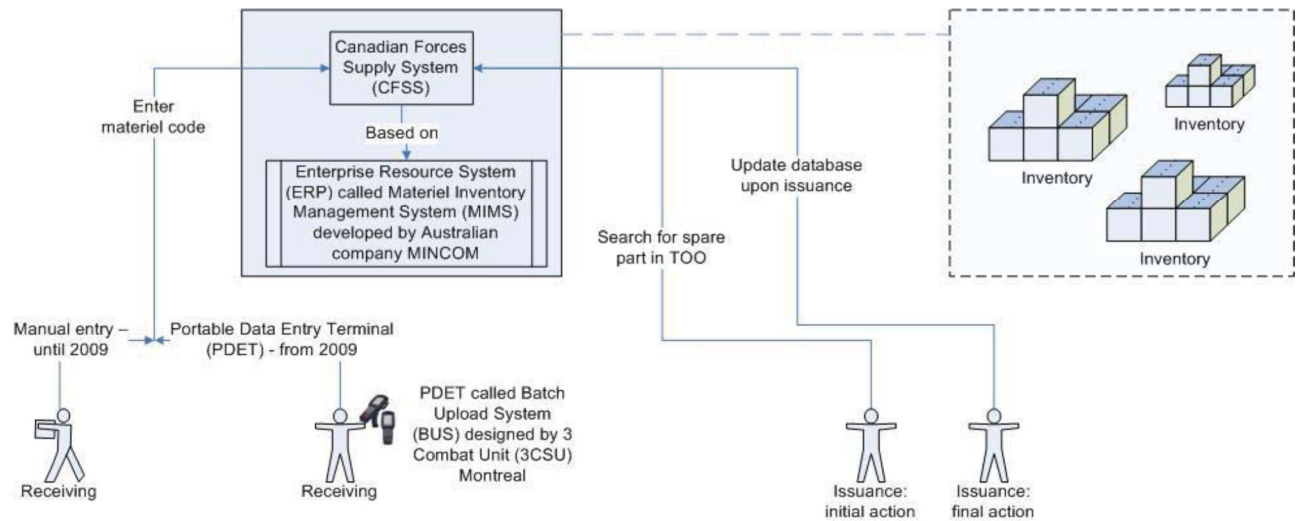 Canadian Forces
Supply System
(CFSS)
Enter
materiel code
Based on
Enterprise Resource System
(ERP) called Materiel Inventory
Management System (MIMS)
developed by Australian
company MINCOM
Inventory
Inventory
Inventory
Update database
upon issuance
Search for spare
part in TOO
Manual entry –
until 2009
Portable Data Entry Terminal
(PDET) - from 2009
PDET called Batch
Upload System
(BUS) designed by 3
Combat Unit (3CSU)
Montreal
Receiving
Receiving
Issuance:
initial action
Issuance:
final action